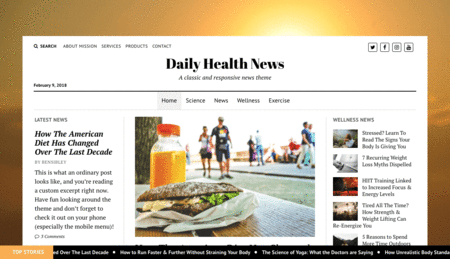 SEARCH ABOUT MISSION SERVICES PRODUCTS CONTACT
Daily Health News
A classic and responsive news theme
February 9, 2018
Home Science News Wellness Exercise
LATEST NEWS
How The American
Diet Has Changed
Over The Last Decade
BY BENSIBLEY
This is what an ordinary post
looks like, and you're reading
a custom excerpt right now.
Have fun looking around the
theme and don't forget to
check it out on your phone
(especially the mobile menu)!
3 Comments
WELLNESS NEWS
Stressed? Learn To
Read The Signs Your
Body Is Giving You
7 Recurring Weight
Loss Myths Dispelled
HIIT Training Linked to
Increased Focus &
Energy Levels
Tired All The Time?
How Strength &
Weight Lifting Can
Re-Energize You
5 Reasons to Spend
More Time Outdoors
TOP STORIES
ed Over The Last Decade • How to Run Faster & Further Without Straining Your Body • The Science of Yoga: What the Doctors are Saying • How Unrealistic Body Standa